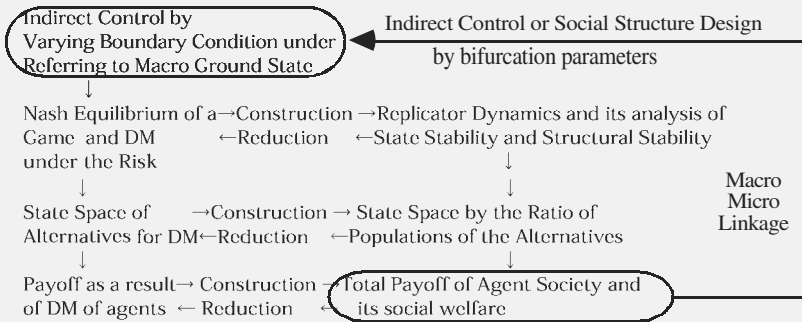 Indirect Control by
Varying Boundary Condition under
Referring to Macro Ground State
Indirect Control or Social Structure Design
by bifurcation parameters
↓
Nash Equilibrium of a→Construction →Replicator Dynamics and its analysis of
Game and DM ←Reduction ←State Stability and Structural Stability
under the Risk ↓
↓
State Space of →Construction → State Space by the Ratio of
Alternatives for DM←Reduction ←Populations of the Alternatives
↓ ↓
Payoff as a result→ Construction →Total Payoff of Agent Society and
of DM of agents ← Reduction ← its social welfare
Macro
Micro
Linkage